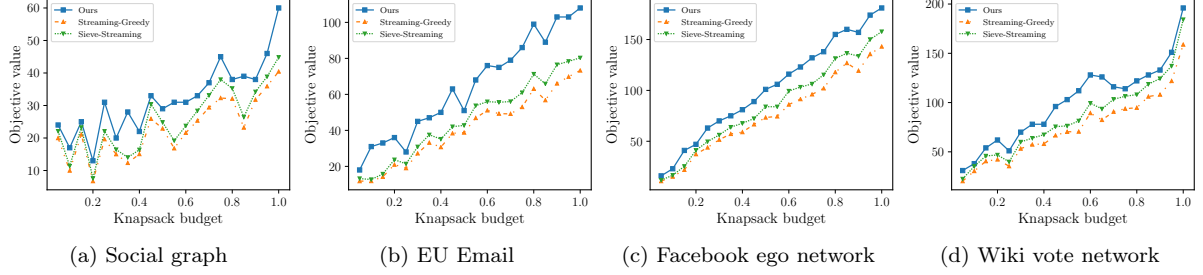 Ours
Streaming-Greedy
Sieve-Streaming
Objective value
60
50
40
30
20
10
0.2
0.4
0.6
0.8
1.0
Knapsack budget
(a) Social graph
Ours
Streaming-Greedy
Sieve-Streaming
Objective value
100
80
60
40
20
0.2
0.4
0.6
0.8
1.0
Knapsack budget
(b) EU Email
Ours
Streaming-Greedy
Sieve-Streaming
Objective value
150
100
50
0.2
0.4
0.6
0.8
1.0
Knapsack budget
(c) Facebook ego network
Ours
Streaming-Greedy
Sieve-Streaming
Objective value
200
150
100
50
0.2
0.4
0.6
0.8
1.0
Knapsack budget
(d) Wiki vote network